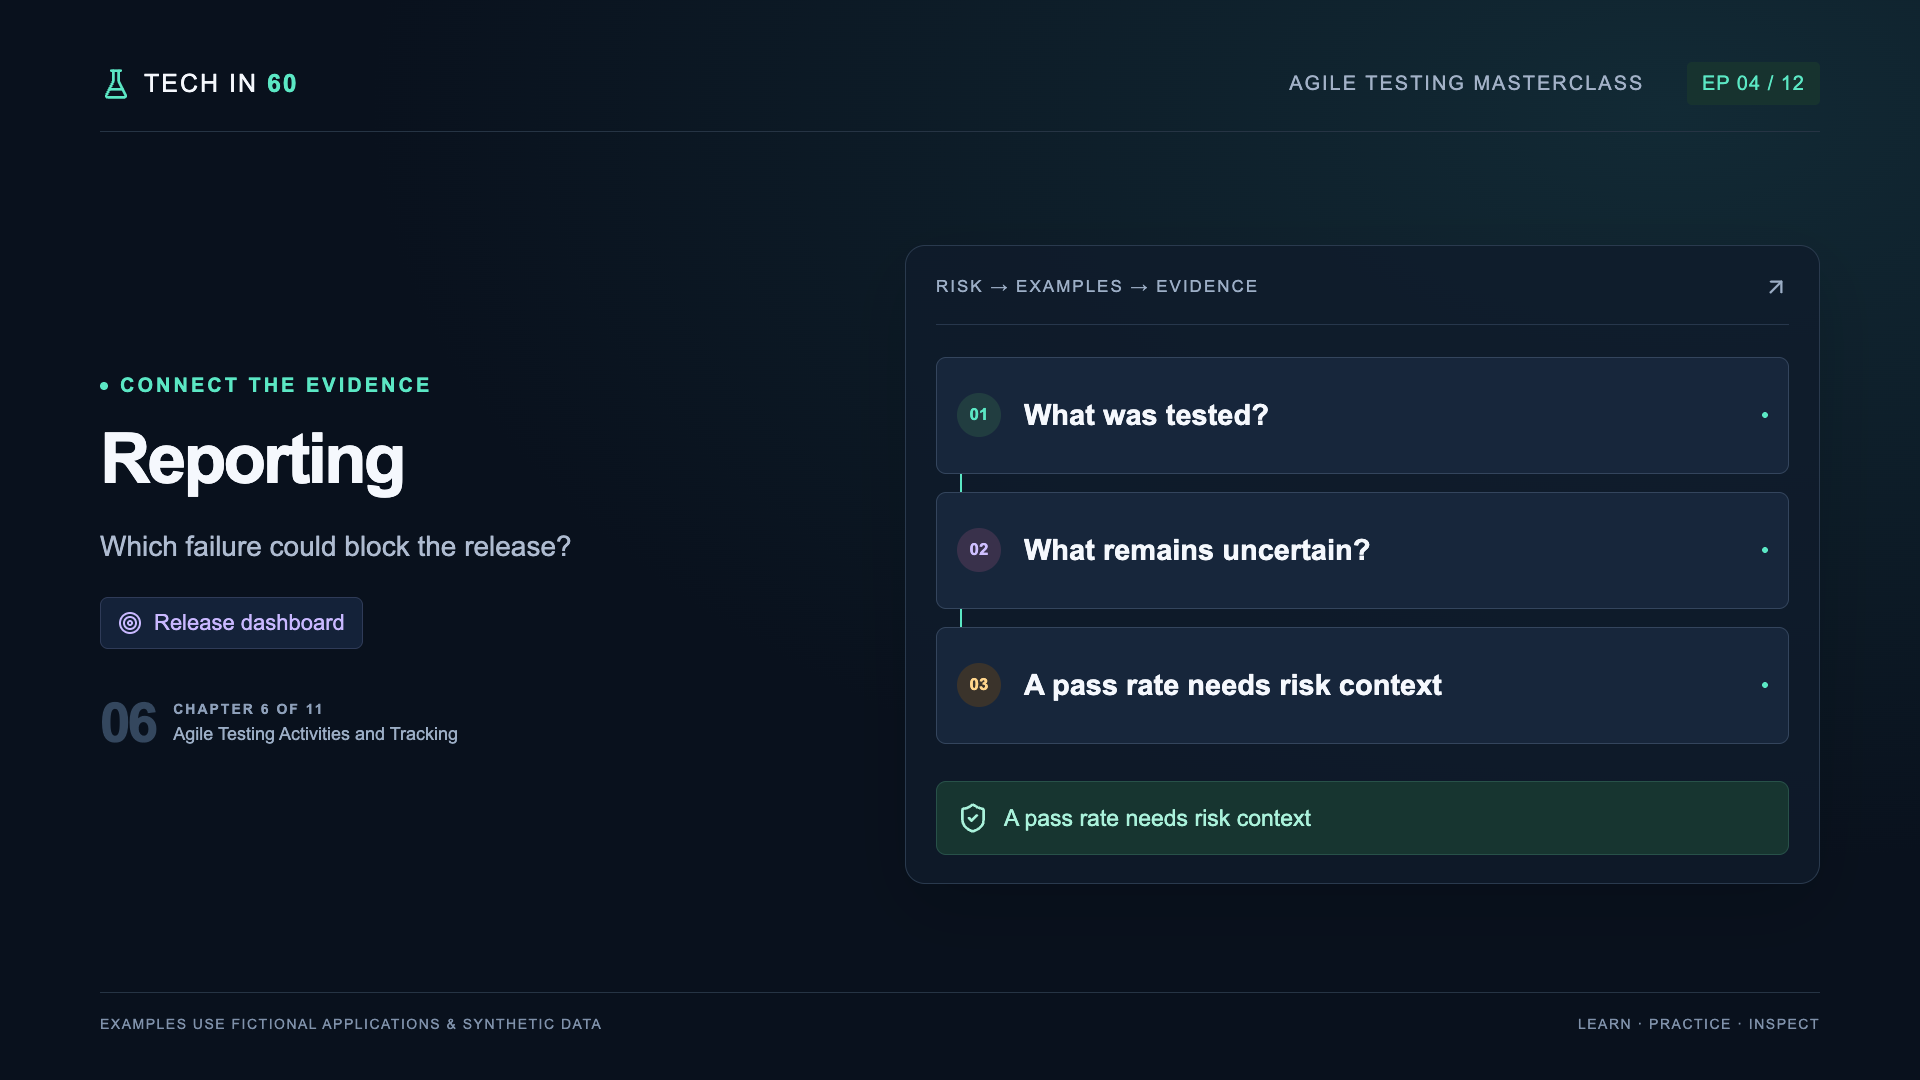 TECH IN 60
AGILE TESTING MASTERCLASS
EP 04 / 12
CONNECT THE EVIDENCE
Reporting
Which failure could block the release?
Release dashboard
06
CHAPTER 6 OF 11
Agile Testing Activities and Tracking
RISK → EXAMPLES → EVIDENCE
01 What was tested?
02 What remains uncertain?
03 A pass rate needs risk context
A pass rate needs risk context
EXAMPLES USE FICTIONAL APPLICATIONS & SYNTHETIC DATA
LEARN · PRACTICE · INSPECT